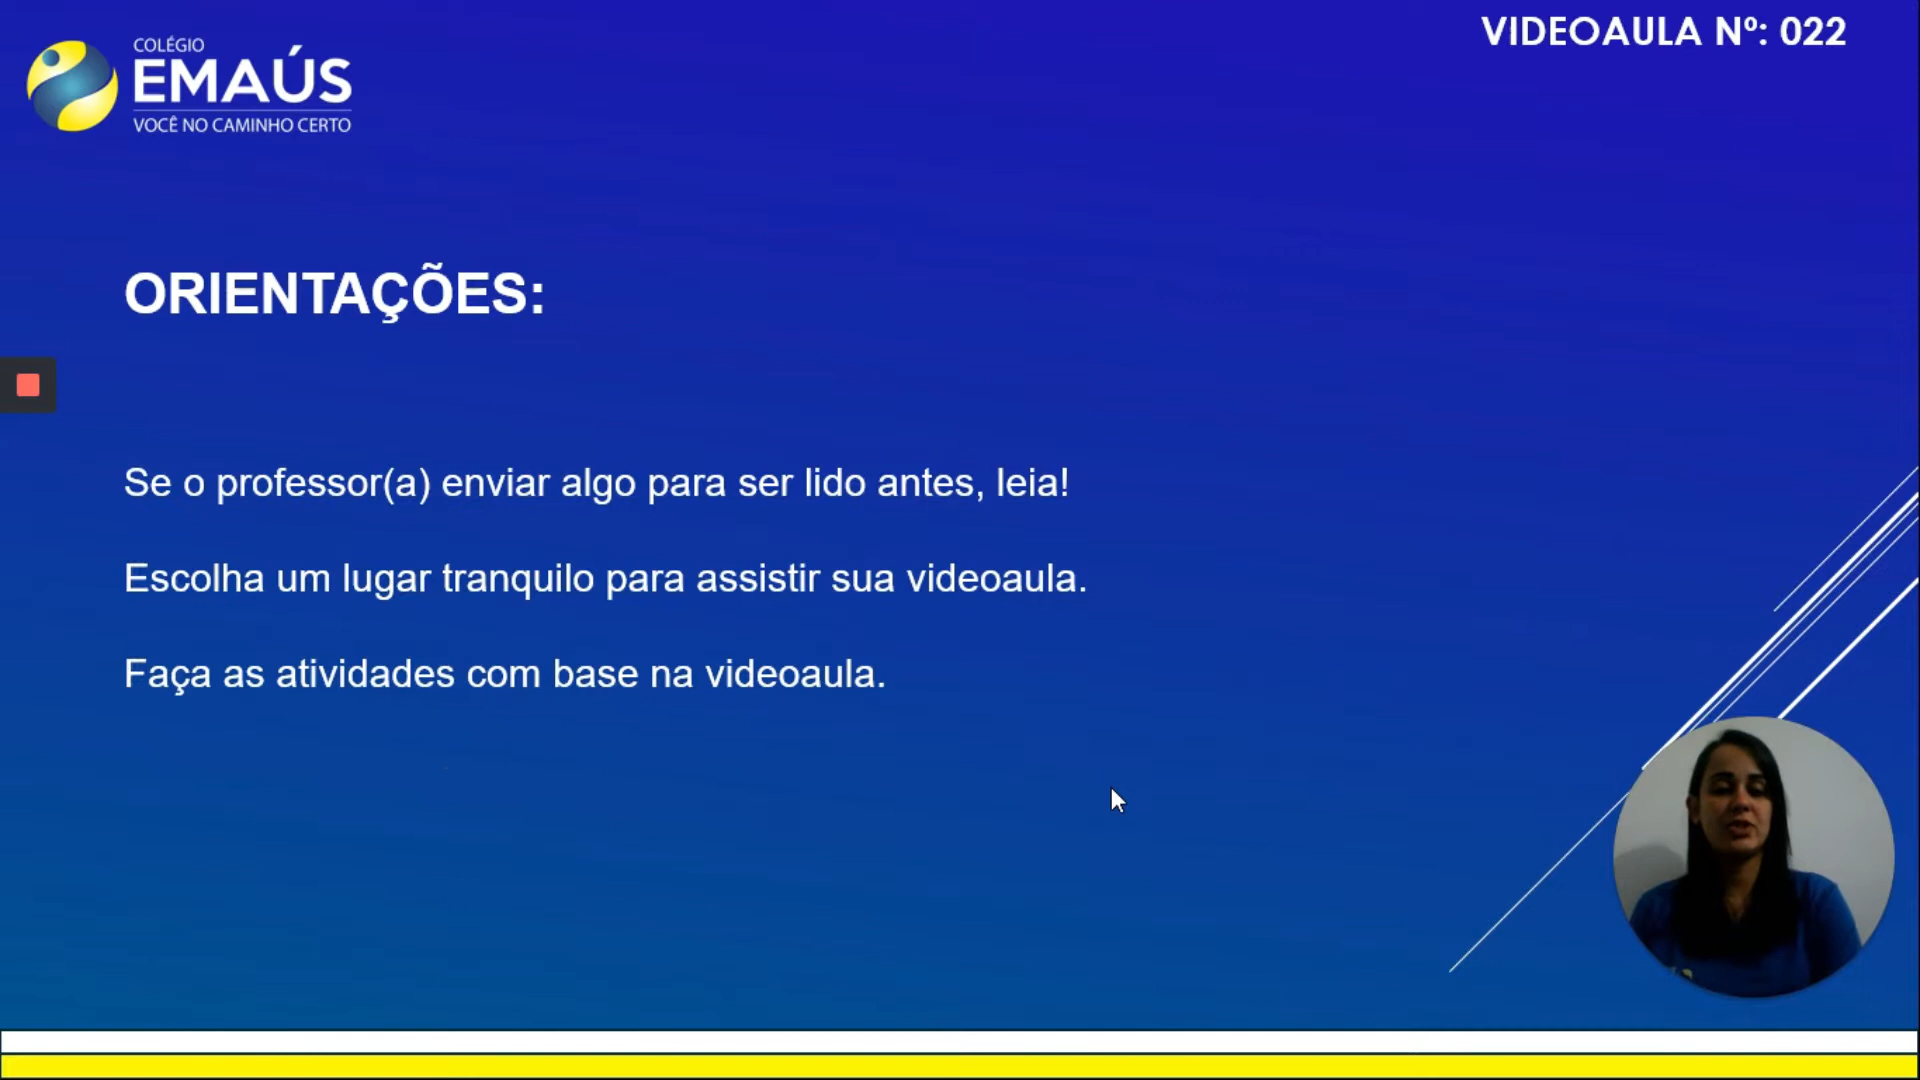 COLÉGIO
EMAÚS
VOCÊ NO CAMINHO CERTO
VIDEOAULA Nº: 022
ORIENTAÇÕES:
Se o professor(a) enviar algo para ser lido antes, leia!
Escolha um lugar tranquilo para assistir sua videoaula.
Faça as atividades com base na videoaula.